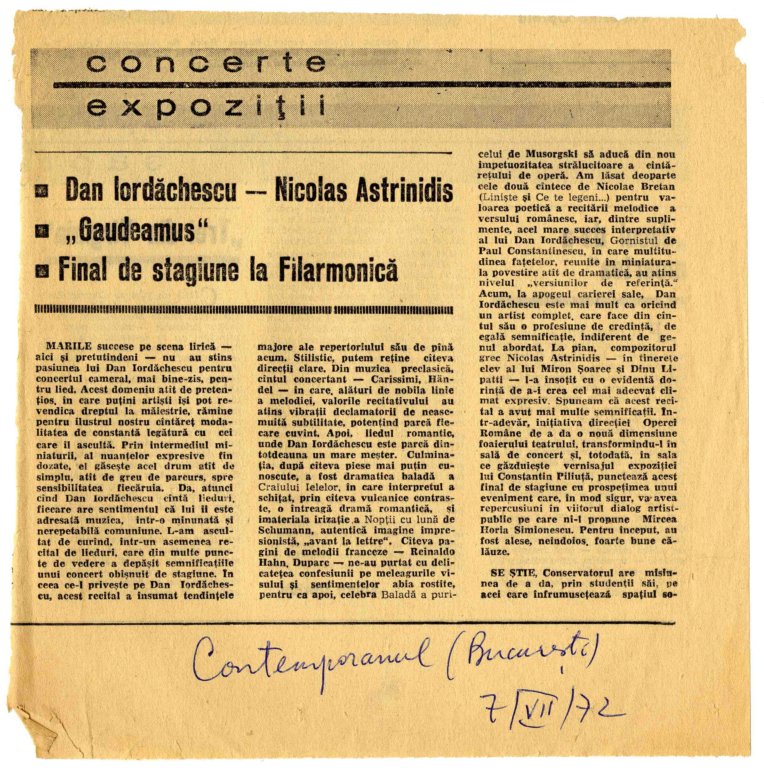 concerte
expoziţii
Dan Iordăchescu — Nicolas Astrinidis
„Gaudeamus“
Final de stagiune la Filarmonică
MARILE succese pe scena lirică —
aici şi pretutindeni — nu au stins
pasiunea lui Dan Iordăchescu pentru
concertul cameral, mai bine-zis, pen-
tru lied. Acest domeniu atît de preten-
ţios, în care puţini artişti îşi pot re-
vendica dreptul la măiestrie, rămîne
pentru ilustrul nostru cîntăreţ moda-
litatea de constantă legătură cu cei
care îl ascultă. Prin intermediul mi-
niaturii, al nuanţelor expresive fin
dozate, el găseşte acel drum atît de
simplu, atît de greu de parcurs, spre
sensibilitatea fiecăruia. Da, atunci
cînd Dan Iordăchescu cîntă lieduri,
fiecare are sentimentul că lui îi este
adresată muzica, într-o minunată şi
nerepetabilă comuniune. L-am ascul-
tat de curînd, într-un asemenea re-
cital de lieduri, care din multe punc-
te de vedere a depăşit semnificaţiile
unui concert obişnuit de stagiune. În
ceea ce-l priveşte pe Dan Iordăches-
cu, acest recital a însumat tendinţele
majore ale repertoriului său de pînă
acum. Stilistic, putem reţine cîteva
direcţii clare. Din muzica preclasică,
cîntul concertant — Carissimi, Hän-
del — în care, alături de nobila linie
a melodiei, valorile recitativului au
atins vibraţii declamatorii de nease-
muită subtilitate, potenţînd parcă fie-
care cuvînt. Apoi, liedul romantic,
unde Dan Iordăchescu este parcă din-
totdeauna un mare meşter. Culmina-
ţia, după cîteva piese mai puţin cu-
noscute, a fost dramatica baladă a
Craiului Ielelor, în care interpretul a
schiţat, prin cîteva vulcanice contras-
te, o întreagă dramă romantică, şi
imateriala irizaţie a Nopţii cu lună de
Schumann, autentică imagine impre-
sionistă, „avant la lettre“. Cîteva pa-
gini de melodii franceze — Reinaldo
Hahn, Duparc — ne-au purtat cu deli-
cateţea confesiunii pe meleagurile vi-
sului şi sentimentelor abia rostite,
pentru ca apoi, celebra Baladă a puri-
celui de Musorgski să aducă din nou
impetuozitatea strălucitoare a cîntă-
reţului de operă. Am lăsat deoparte
cele două cîntece de Nicolae Bretan
(Linişte şi Ce te legeni...) pentru va-
loarea poetică a recitării melodice a
versului românesc, iar, dintre supli-
mente, acel mare succes interpretativ
al lui Dan Iordăchescu, Gornistul de
Paul Constantinescu, în care multitu-
dinea faţetelor, reunite în miniatura-
la povestire atît de dramatică, au atins
nivelul „versiunilor de referinţă.“
Acum, la apogeul carierei sale, Dan
Iordăchescu este mai mult ca oricînd
un artist complet, care face din cîn-
tul său o profesiune de credinţă, de
egală semnificaţie, indiferent de ge-
nul abordat. La pian, compozitorul
grec Nicolas Astrinidis — în tinereţe
elev al lui Miron Şoarec şi Dinu Li-
patti — l-a însoţit cu o evidentă do-
rinţă de a-i crea cel mai adecvat cli-
mat expresiv. Spuneam că acest reci-
tal a avut mai multe semnificaţii. În-
tr-adevăr, iniţiativa direcţiei Operei
Române de a da o nouă dimensiune
foaierului teatrului, transformîndu-l în
sală de concert şi, totodată, în sala
ce găzduieşte vernisajul expoziţiei
lui Constantin Piliuţă, punctează acest
final de stagiune cu prospeţimea unui
eveniment care, în mod sigur, va avea
repercusiuni în viitorul dialog artist-
public pe care ni-l propune Mircea
Horia Simionescu. Pentru început, au
fost alese, neîndoios, foarte bune că-
lăuze.
SE ŞTIE, Conservatorul are misiu-
nea de a da, prin studenţii săi, pe
acei care înfrumuseţează spaţiul so-
Contemporanul (Bucureşti)
7/VII/72